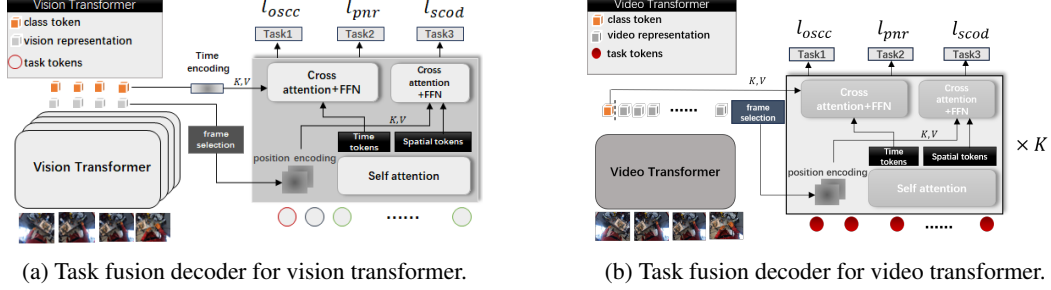 Vision Transformer
class token
vision representation
task tokens
l_oscc
l_pnr
l_scod
Task1
Task2
Task3
Time
encoding
K,V
Cross
attention+FFN
Cross
attention
+FFN
K,V
frame
selection
Time
tokens
Spatial tokens
position encoding
Self attention
Vision Transformer
......
(a) Task fusion decoder for vision transformer.
Video Transformer
class token
video representation
task tokens
l_oscc
l_pnr
l_scod
Task1
Task2
Task3
K,V
Cross
attention+FFN
Cross
attention
+FFN
......
frame
selection
K,V
Time
tokens
Spatial tokens
× K
position encoding
Self attention
Video Transformer
......
(b) Task fusion decoder for video transformer.